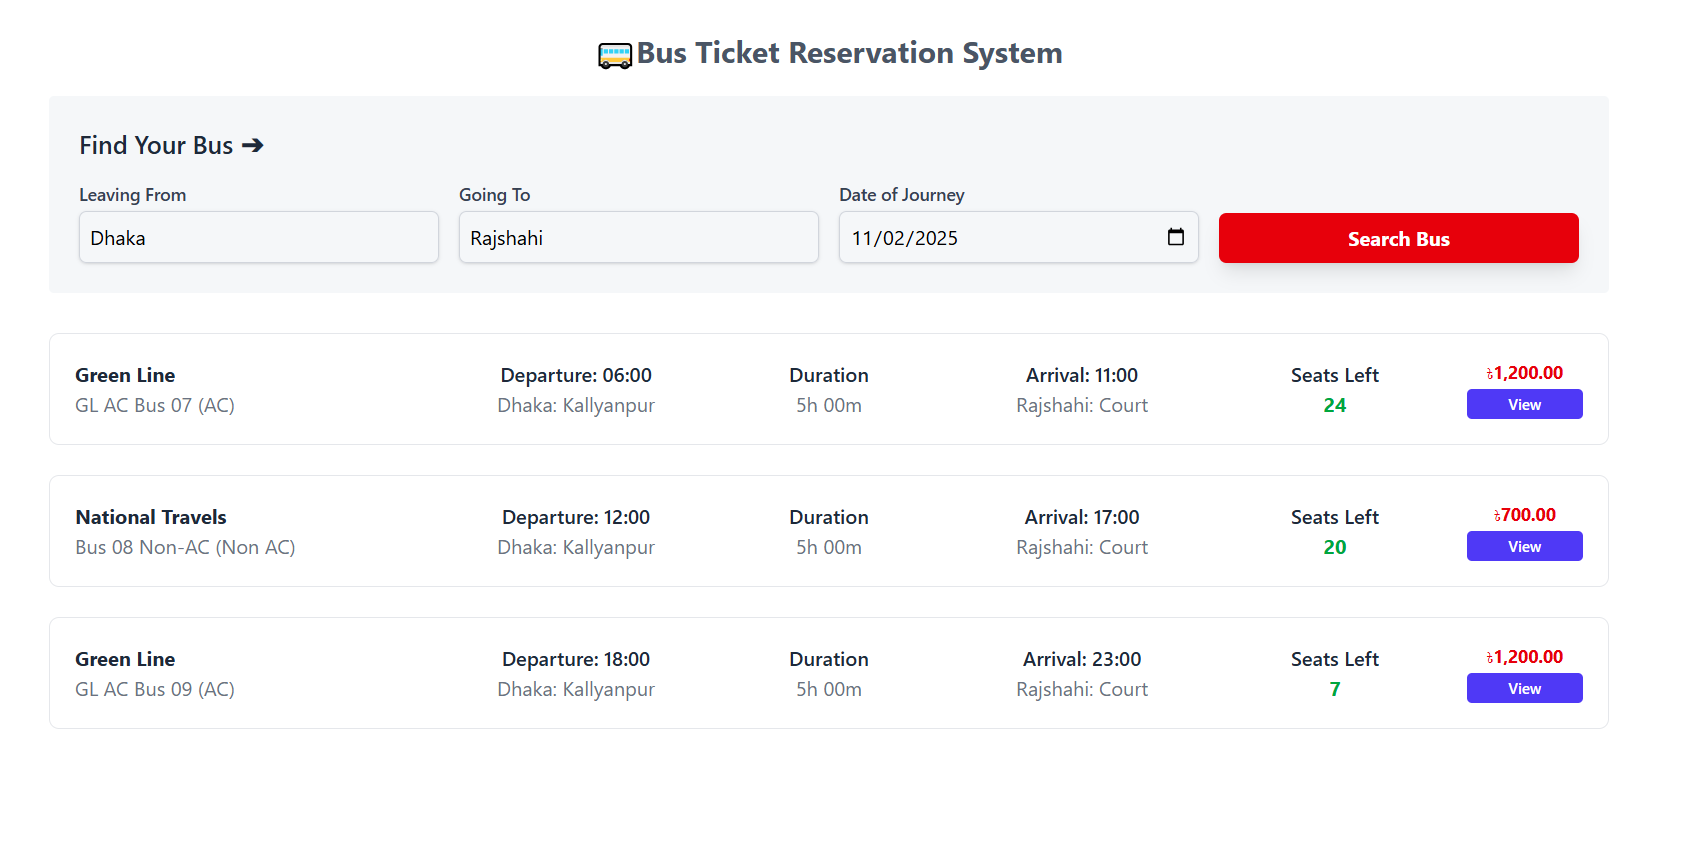 Bus Ticket Reservation System
Find Your Bus ➔
Leaving From
Going To
Date of Journey
Dhaka
Rajshahi
11/02/2025
Search Bus
Green Line
GL AC Bus 07 (AC)
Departure: 06:00
Dhaka: Kallyanpur
Duration
5h 00m
Arrival: 11:00
Rajshahi: Court
Seats Left
24
৳1,200.00
View
National Travels
Bus 08 Non-AC (Non AC)
Departure: 12:00
Dhaka: Kallyanpur
Duration
5h 00m
Arrival: 17:00
Rajshahi: Court
Seats Left
20
৳700.00
View
Green Line
GL AC Bus 09 (AC)
Departure: 18:00
Dhaka: Kallyanpur
Duration
5h 00m
Arrival: 23:00
Rajshahi: Court
Seats Left
7
৳1,200.00
View